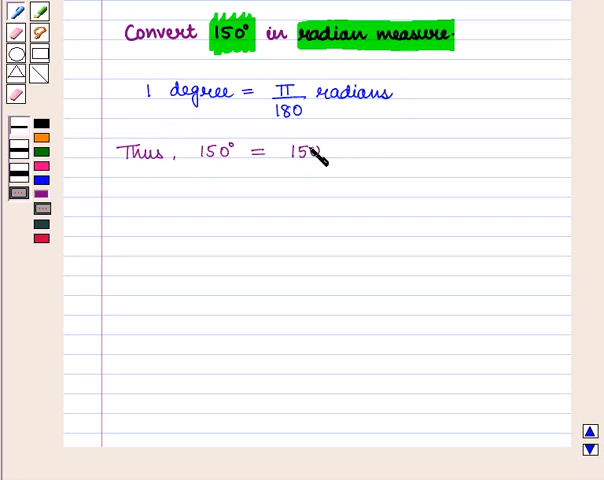 Convert 150° in radian measure.
1 degree = π/180 radians
Thus, 150° = 150